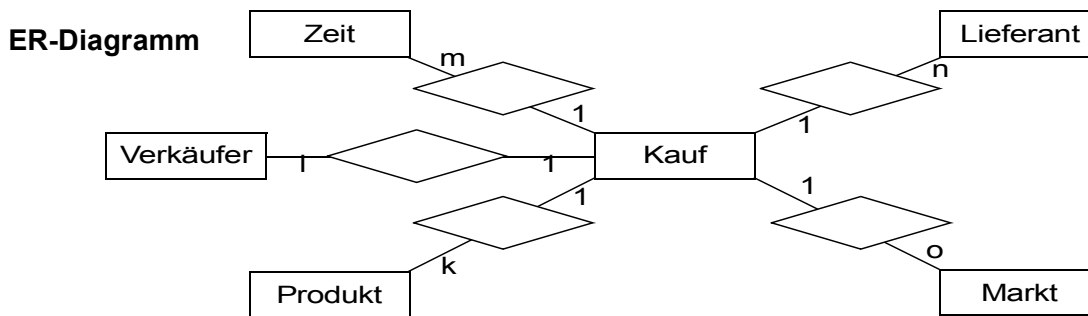 ER-Diagramm
Zeit
Lieferant
m
n
1
1
Verkäufer
l
1
Kauf
1
1
k
o
Produkt
Markt